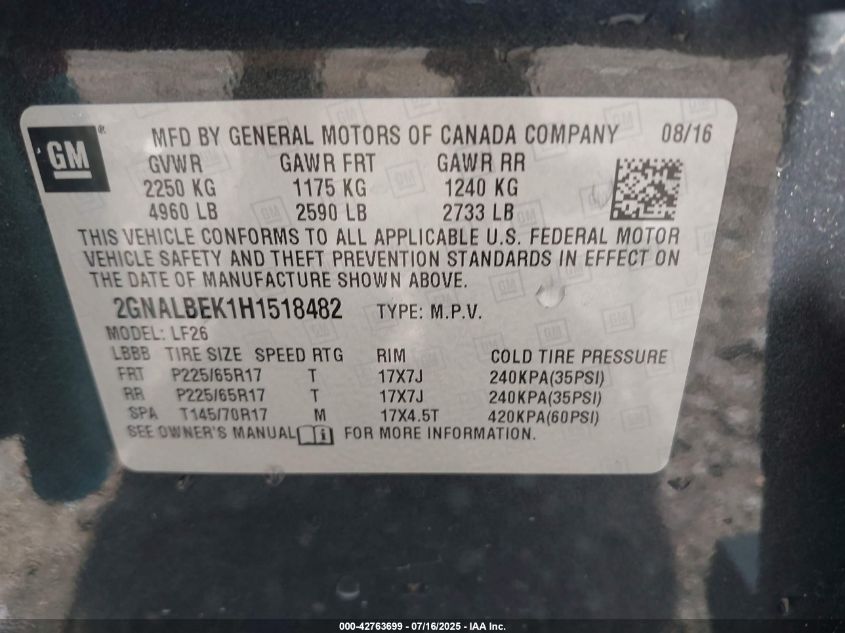 GM
MFD BY GENERAL MOTORS OF CANADA COMPANY 08/16
GVWR GAWR FRT GAWR RR
2250 KG 1175 KG 1240 KG
4960 LB 2590 LB 2733 LB
THIS VEHICLE CONFORMS TO ALL APPLICABLE U.S. FEDERAL MOTOR
VEHICLE SAFETY AND THEFT PREVENTION STANDARDS IN EFFECT ON
THE DATE OF MANUFACTURE SHOWN ABOVE.
2GNALBEK1H1518482 TYPE: M.P.V.
MODEL: LF26
LBBB TIRE SIZE SPEED RTG RIM COLD TIRE PRESSURE
FRT P225/65R17 T 17X7J 240KPA(35PSI)
RR P225/65R17 T 17X7J 240KPA(35PSI)
SPA T145/70R17 M 17X4.5T 420KPA(60PSI)
SEE OWNER'S MANUAL FOR MORE INFORMATION.
000-42763699 - 07/16/2025 - IAA Inc.